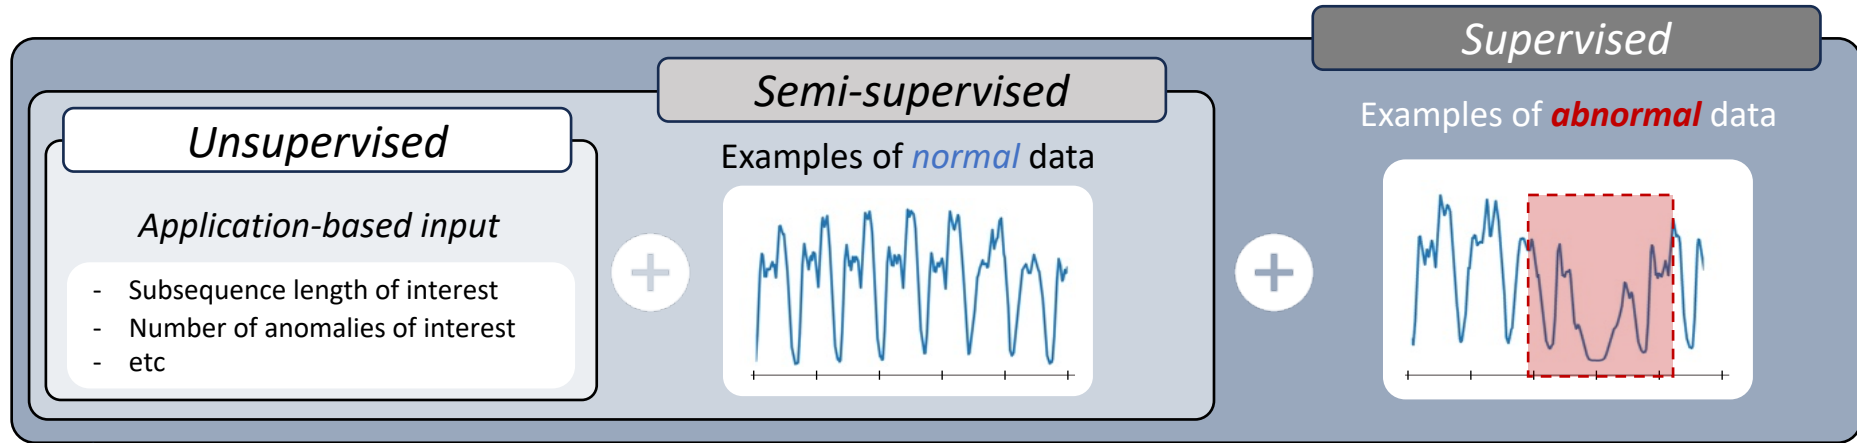 Unsupervised
Application-based input
- Subsequence length of interest
- Number of anomalies of interest
- etc
Semi-supervised
Examples of normal data
Supervised
Examples of abnormal data